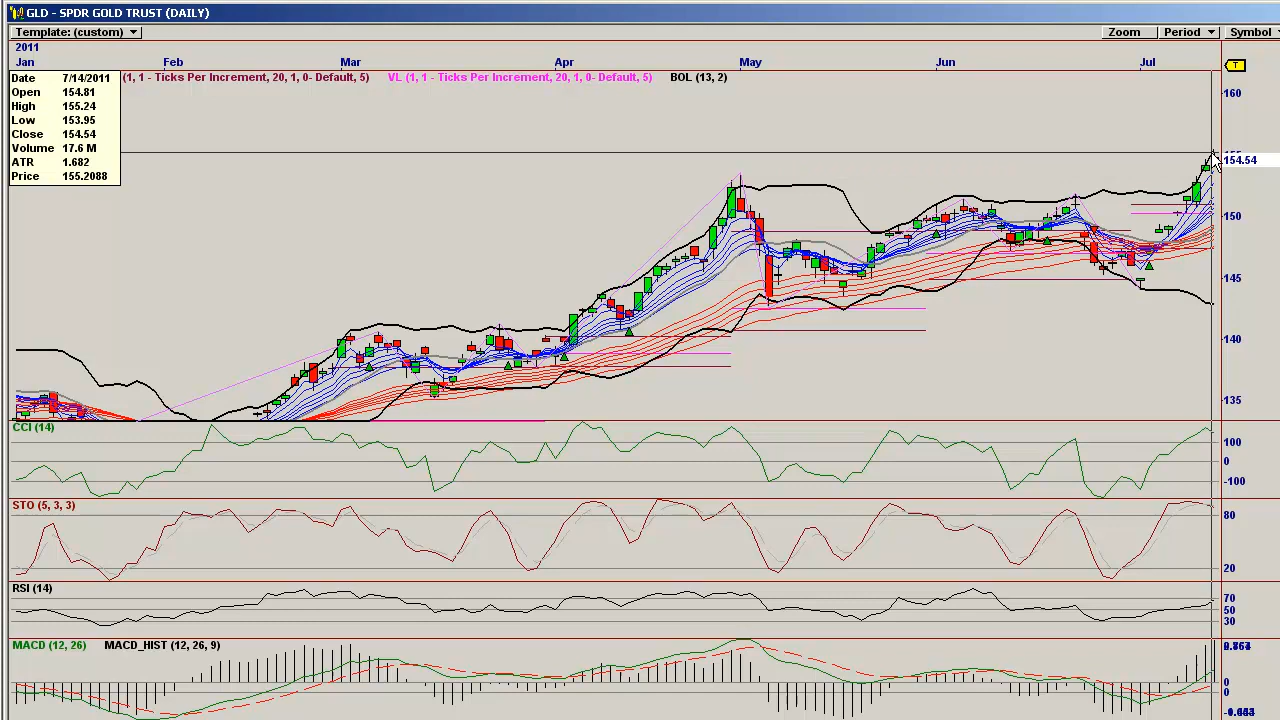 GLD - SPDR GOLD TRUST (DAILY)
Template: (custom) Zoom Period Symbol
2011
Jan Feb Mar Apr May Jun Jul
Date 7/14/2011 (1, 1 - Ticks Per Increment, 20, 1, 0- Default, 5) VL (1, 1 - Ticks Per Increment, 20, 1, 0- Default, 5) BOL (13, 2)
T
Open 154.81
160
High 155.24
Low 153.95
Close 154.54
Volume 17.6 M
ATR 1.682
154.54
Price 155.2088
150
145
140
135
CCI (14)
100
0
-100
STO (5, 3, 3)
80
20
RSI (14)
70
50
30
MACD (12, 26) MACD_HIST (12, 26, 9)
0
0